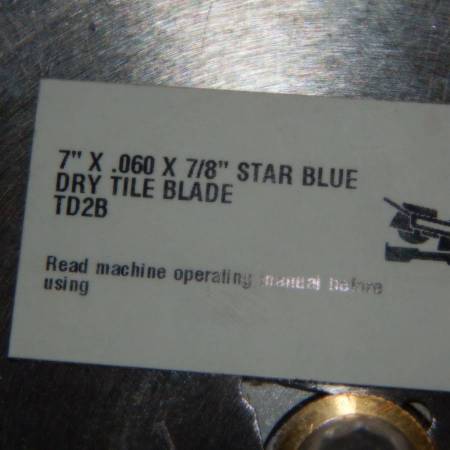 7" X .060 X 7/8" STAR BLUE
DRY TILE BLADE
TD2B
Read machine operating manual before
using